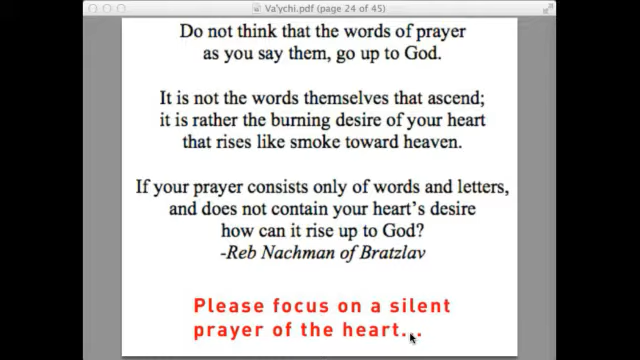 Va'ychi.pdf (page 24 of 45)
Do not think that the words of prayer
as you say them, go up to God.
It is not the words themselves that ascend;
it is rather the burning desire of your heart
that rises like smoke toward heaven.
If your prayer consists only of words and letters,
and does not contain your heart's desire
how can it rise up to God?
-Reb Nachman of Bratzlav
Please focus on a silent
prayer of the heart...